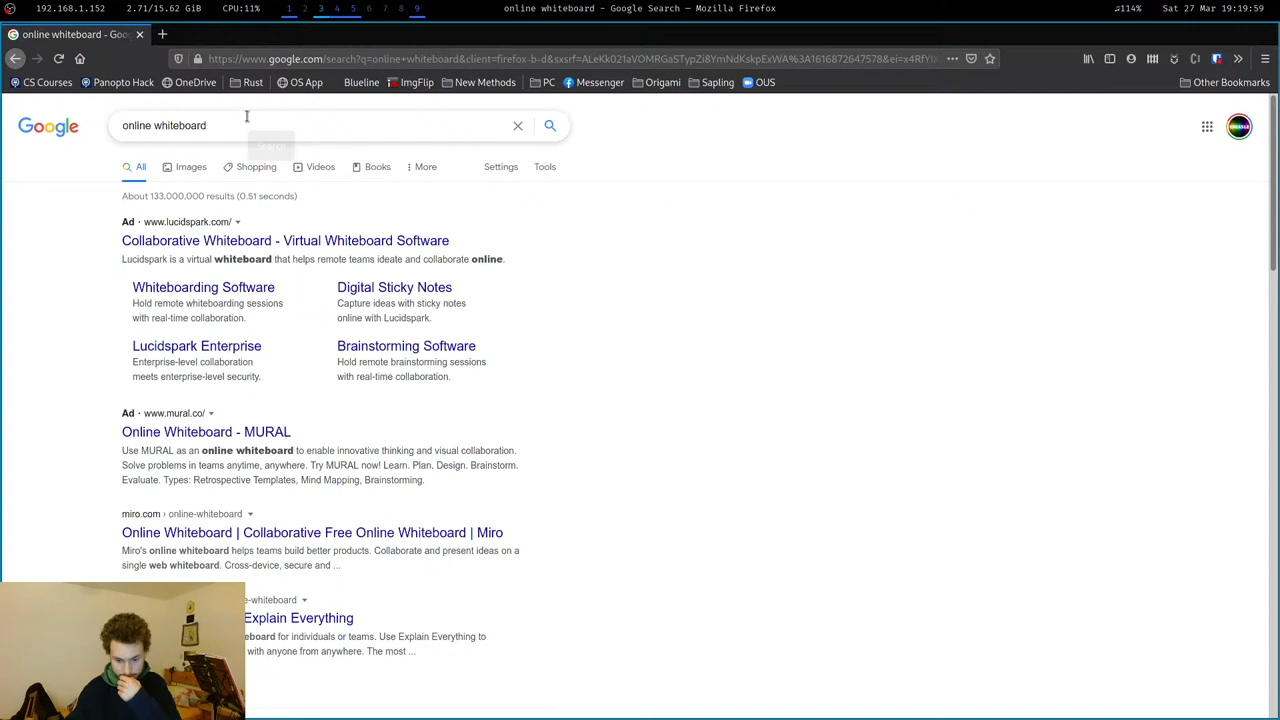 192.168.1.152 2.71/15.62 GiB CPU:11% 1 2 3 4 5 6 7 8 9 online whiteboard - Google Search — Mozilla Firefox ♫114% Sat 27 Mar 19:19:59
online whiteboard - Goog
https://www.google.com/search?q=online+whiteboard&client=firefox-b-d&sxsrf=ALeKk021aVOMRGaSTypZi8YmNdKskpExWA%3A1616872647578&ei=x4RfYI
CS Courses Panopto Hack OneDrive Rust OS App Blueline ImgFlip New Methods PC Messenger Origami Sapling OUS Other Bookmarks
Google online whiteboard
Search
All Images Shopping Videos Books More Settings Tools
About 133,000,000 results (0.51 seconds)
Ad · www.lucidspark.com/
Collaborative Whiteboard - Virtual Whiteboard Software
Lucidspark is a virtual whiteboard that helps remote teams ideate and collaborate online.
Whiteboarding Software Digital Sticky Notes
Hold remote whiteboarding sessions Capture ideas with sticky notes
with real-time collaboration. online with Lucidspark.
Lucidspark Enterprise Brainstorming Software
Enterprise-level collaboration Hold remote brainstorming sessions
meets enterprise-level security. with real-time collaboration.
Ad · www.mural.co/
Online Whiteboard - MURAL
Use MURAL as an online whiteboard to enable innovative thinking and visual collaboration.
Solve problems in teams anytime, anywhere. Try MURAL now! Learn. Plan. Design. Brainstorm.
Evaluate. Types: Retrospective Templates, Mind Mapping, Brainstorming.
miro.com › online-whiteboard
Online Whiteboard | Collaborative Free Online Whiteboard | Miro
Miro's online whiteboard helps teams build better products. Collaborate and present ideas on a
single web whiteboard. Cross-device, secure and ...
e-whiteboard
Explain Everything
eboard for individuals or teams. Use Explain Everything to
with anyone from anywhere. The most ...